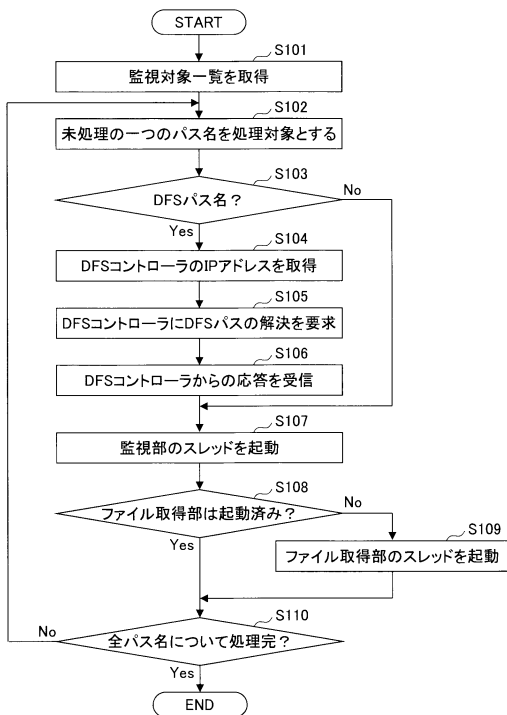 START
S101
監視対象一覧を取得
S102
未処理の一つのパス名を処理対象とする
S103
DFSパス名？
No
Yes
S104
DFSコントローラのIPアドレスを取得
S105
DFSコントローラにDFSパスの解決を要求
S106
DFSコントローラからの応答を受信
S107
監視部のスレッドを起動
S108
ファイル取得部は起動済み？
No
Yes
S109
ファイル取得部のスレッドを起動
S110
全パス名について処理完？
No
Yes
END